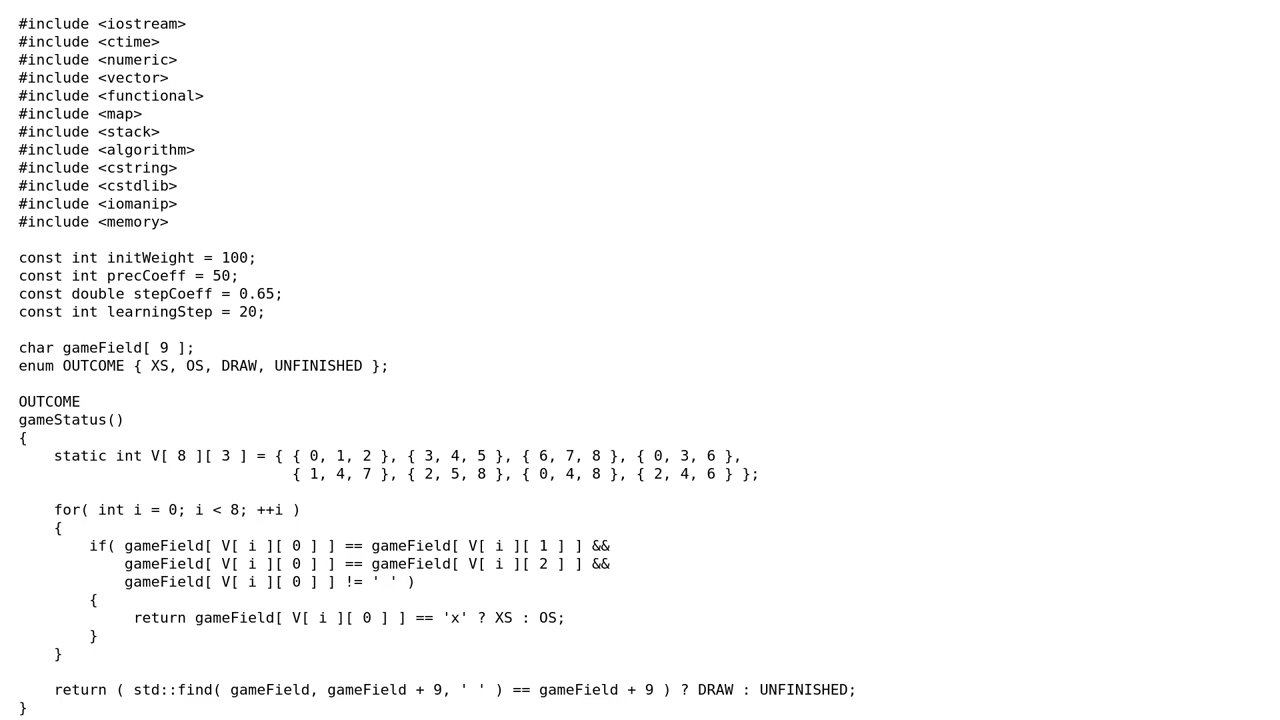 #include <iostream>
#include <ctime>
#include <numeric>
#include <vector>
#include <functional>
#include <map>
#include <stack>
#include <algorithm>
#include <cstring>
#include <cstdlib>
#include <iomanip>
#include <memory>

const int initWeight = 100;
const int precCoeff = 50;
const double stepCoeff = 0.65;
const int learningStep = 20;

char gameField[ 9 ];
enum OUTCOME { XS, OS, DRAW, UNFINISHED };

OUTCOME
gameStatus()
{
    static int V[ 8 ][ 3 ] = { { 0, 1, 2 }, { 3, 4, 5 }, { 6, 7, 8 }, { 0, 3, 6 },
                               { 1, 4, 7 }, { 2, 5, 8 }, { 0, 4, 8 }, { 2, 4, 6 } };

    for( int i = 0; i < 8; ++i )
    {
        if( gameField[ V[ i ][ 0 ] ] == gameField[ V[ i ][ 1 ] ] &&
            gameField[ V[ i ][ 0 ] ] == gameField[ V[ i ][ 2 ] ] &&
            gameField[ V[ i ][ 0 ] ] != ' ' )
        {
             return gameField[ V[ i ][ 0 ] ] == 'x' ? XS : OS;
        }
    }

    return ( std::find( gameField, gameField + 9, ' ' ) == gameField + 9 ) ? DRAW : UNFINISHED;
}